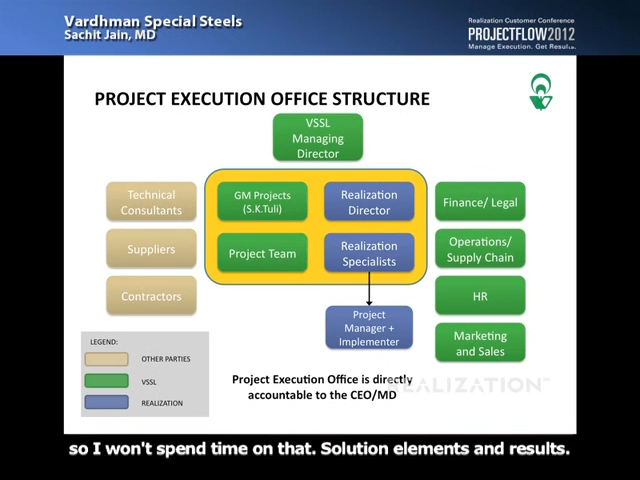 Vardhman Special Steels
Sachit Jain, MD
Realization Customer Conference
PROJECTFLOW2012
Manage Execution. Get Results.
PROJECT EXECUTION OFFICE STRUCTURE
VSSL
Managing
Director
Technical
Consultants
GM Projects
(S.K.Tuli)
Realization
Director
Finance/ Legal
Suppliers
Project Team
Realization
Specialists
Operations/
Supply Chain
Contractors
Project
Manager +
Implementer
HR
Marketing
and Sales
LEGEND:
OTHER PARTIES
VSSL
REALIZATION
Project Execution Office is directly
accountable to the CEO/MD
REALIZATION™
so I won't spend time on that. Solution elements and results.